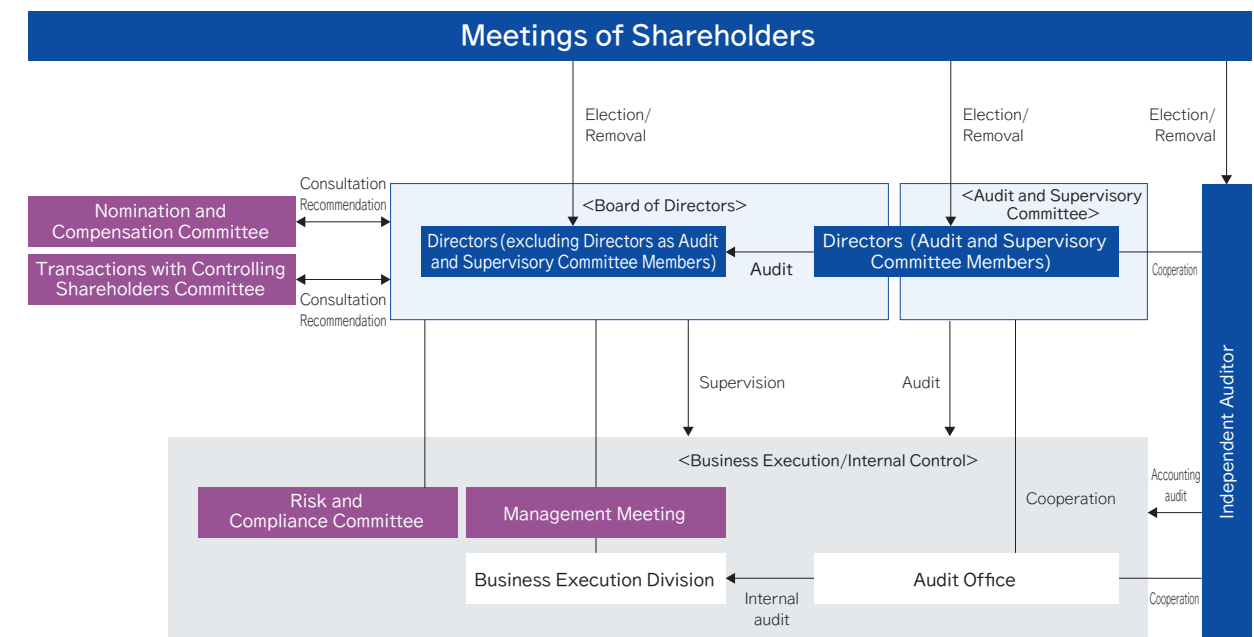 Meetings of Shareholders
Election/
Removal
Election/
Removal
Election/
Removal
Consultation
Recommendation
Nomination and
Compensation Committee
Transactions with Controlling
Shareholders Committee
Consultation
Recommendation
<Board of Directors>
Directors (excluding Directors as Audit
and Supervisory Committee Members)
Audit
<Audit and Supervisory
Committee>
Directors (Audit and Supervisory
Committee Members)
Cooperation
Independent Auditor
Supervision
Audit
<Business Execution/Internal Control>
Risk and
Compliance Committee
Management Meeting
Cooperation
Accounting
audit
Business Execution Division
Internal
audit
Audit Office
Cooperation